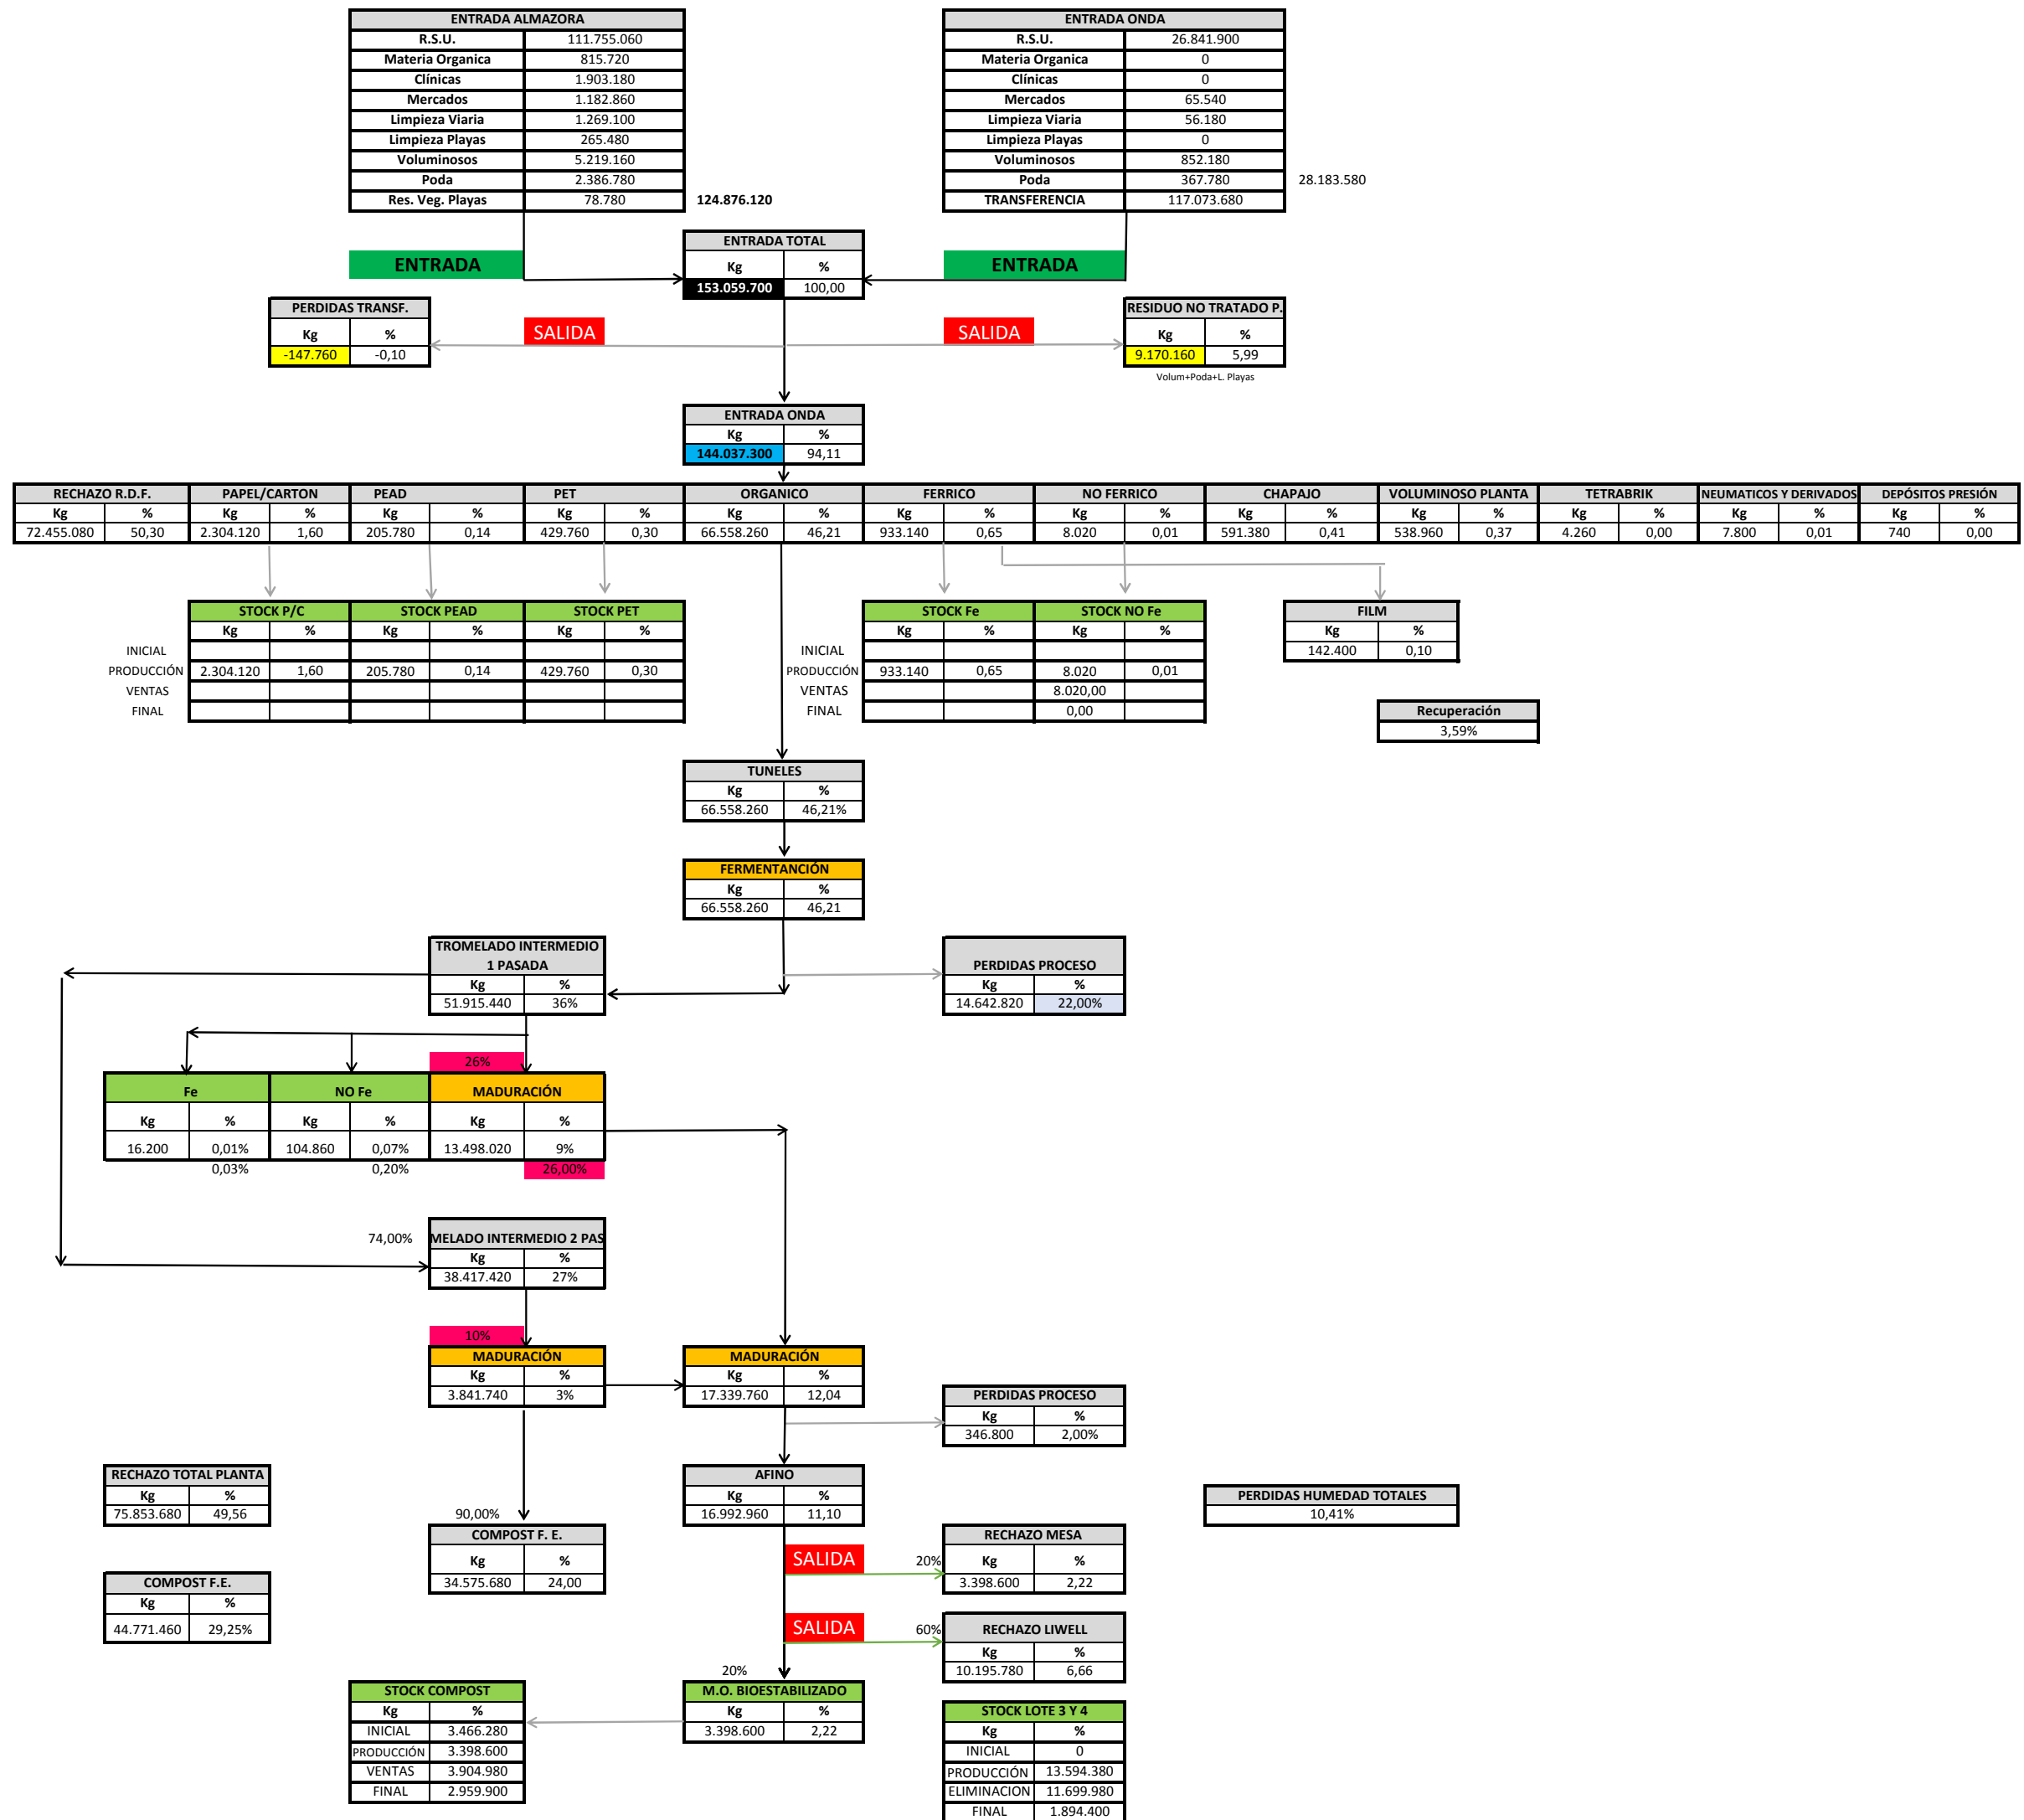 ENTRADA ALMAZORA
R.S.U. 111.755.060
Materia Organica 815.720
Clínicas 1.903.180
Mercados 1.182.860
Limpieza Viaria 1.269.100
Limpieza Playas 265.480
Voluminosos 5.219.160
Poda 2.386.780
Res. Veg. Playas 78.780 124.876.120
ENTRADA ONDA
R.S.U. 26.841.900
Materia Organica 0
Clínicas 0
Mercados 65.540
Limpieza Viaria 56.180
Limpieza Playas 0
Voluminosos 852.180
Poda 367.780 28.183.580
TRANSFERENCIA 117.073.680
ENTRADA
ENTRADA TOTAL
Kg %
153.059.700 100,00
ENTRADA
PERDIDAS TRANSF.
Kg %
-147.760 -0,10
SALIDA
SALIDA
RESIDUO NO TRATADO P.
Kg %
9.170.160 5,99
Volum+Poda+L. Playas
ENTRADA ONDA
Kg %
144.037.300 94,11
RECHAZO R.D.F. PAPEL/CARTON PEAD PET ORGANICO FERRICO NO FERRICO CHAPAJO VOLUMINOSO PLANTA TETRABRIK NEUMATICOS Y DERIVADOS DEPÓSITOS PRESIÓN
Kg % Kg % Kg % Kg % Kg % Kg % Kg % Kg % Kg % Kg % Kg % Kg %
72.455.080 50,30 2.304.120 1,60 205.780 0,14 429.760 0,30 66.558.260 46,21 933.140 0,65 8.020 0,01 591.380 0,41 538.960 0,37 4.260 0,00 7.800 0,01 740 0,00
STOCK P/C STOCK PEAD STOCK PET
Kg % Kg % Kg %
INICIAL
PRODUCCIÓN 2.304.120 1,60 205.780 0,14 429.760 0,30
VENTAS
FINAL
STOCK Fe STOCK NO Fe
Kg % Kg %
INICIAL
PRODUCCIÓN 933.140 0,65 8.020 0,01
VENTAS 8.020,00
FINAL 0,00
FILM
Kg %
142.400 0,10
Recuperación
3,59%
TUNELES
Kg %
66.558.260 46,21%
FERMENTANCIÓN
Kg %
66.558.260 46,21
TROMELADO INTERMEDIO
1 PASADA
Kg %
51.915.440 36%
PERDIDAS PROCESO
Kg %
14.642.820 22,00%
26%
Fe NO Fe MADURACIÓN
Kg % Kg % Kg %
16.200 0,01% 104.860 0,07% 13.498.020 9%
0,03% 0,20% 26,00%
74,00% MELADO INTERMEDIO 2 PAS
Kg %
38.417.420 27%
10%
MADURACIÓN
Kg %
3.841.740 3%
MADURACIÓN
Kg %
17.339.760 12,04
PERDIDAS PROCESO
Kg %
346.800 2,00%
RECHAZO TOTAL PLANTA
Kg %
75.853.680 49,56
AFINO
Kg %
16.992.960 11,10
PERDIDAS HUMEDAD TOTALES
10,41%
90,00%
COMPOST F. E.
Kg %
34.575.680 24,00
SALIDA 20%
RECHAZO MESA
Kg %
3.398.600 2,22
COMPOST F.E.
Kg %
44.771.460 29,25%
SALIDA 60%
RECHAZO LIWELL
Kg %
10.195.780 6,66
20%
STOCK COMPOST
Kg %
INICIAL 3.466.280
PRODUCCIÓN 3.398.600
VENTAS 3.904.980
FINAL 2.959.900
M.O. BIOESTABILIZADO
Kg %
3.398.600 2,22
STOCK LOTE 3 Y 4
Kg %
INICIAL 0
PRODUCCIÓN 13.594.380
ELIMINACION 11.699.980
FINAL 1.894.400